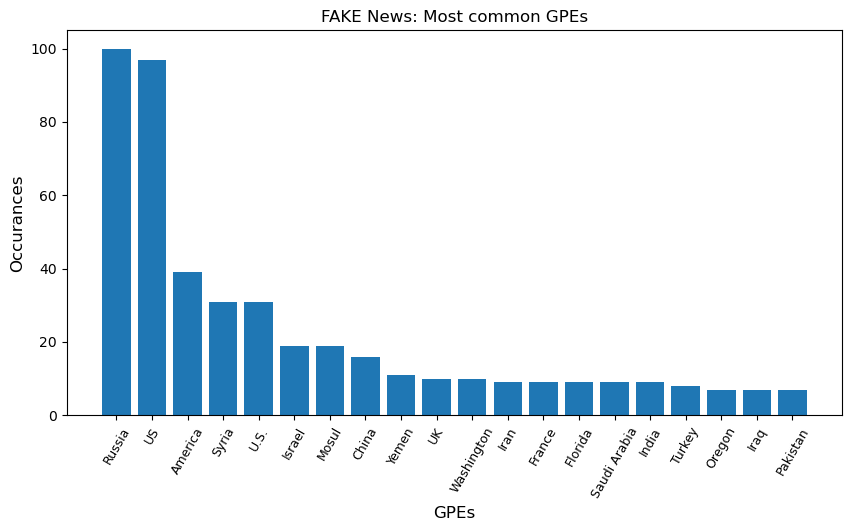 FAKE News: Most common GPEs
Occurances
100
80
60
40
20
0
Russia
US
America
Syria
U.S.
Israel
Mosul
China
Yemen
UK
Washington
Iran
France
Florida
Saudi Arabia
India
Turkey
Oregon
Iraq
Pakistan
GPEs